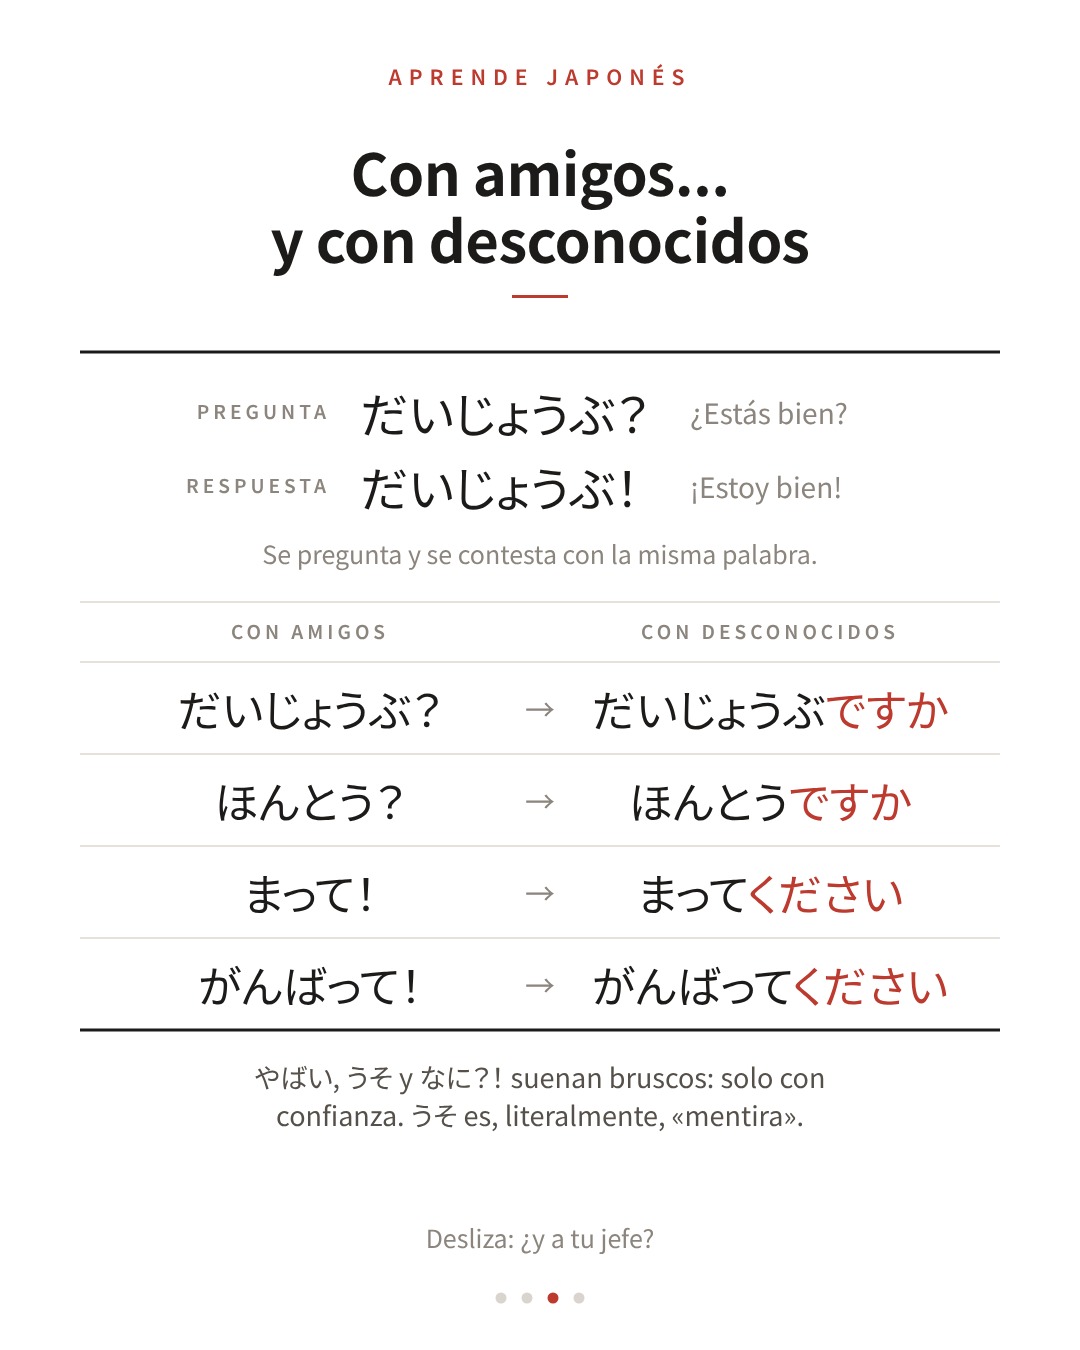 APRENDE JAPONÉS
Con amigos...
y con desconocidos
PREGUNTA だいじょうぶ？ ¿Estás bien?
RESPUESTA だいじょうぶ！ ¡Estoy bien!
Se pregunta y se contesta con la misma palabra.
CON AMIGOS CON DESCONOCIDOS
だいじょうぶ？ → だいじょうぶですか
ほんとう？ → ほんとうですか
まって！ → まってください
がんばって！ → がんばってください
やばい, うそ y なに？！ suenan bruscos: solo con
confianza. うそ es, literalmente, «mentira».
Desliza: ¿y a tu jefe?